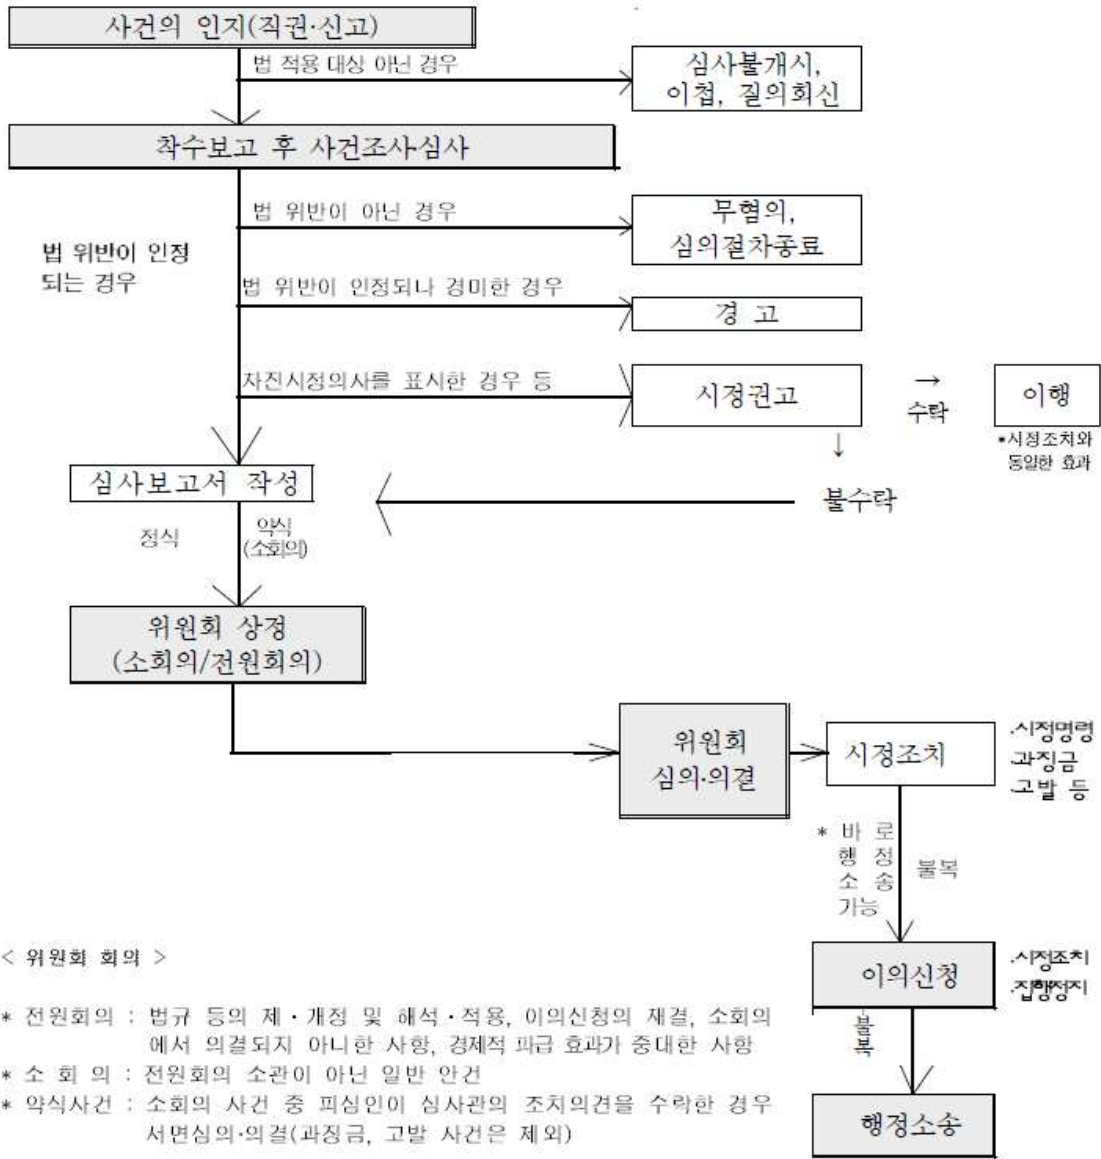 사건의 인지(직권·신고)
법 적용 대상 아닌 경우
심사불개시,
이첩, 질의회신
착수보고 후 사건조사·심사
법 위반이 아닌 경우
무혐의,
심의절차종료
법 위반이 인정
되는 경우
법 위반이 인정되나 경미한 경우
경 고
자진시정의사를 표시한 경우 등
시정권고
→
수락
이행
*시정조치와
동일한 효과
↓
불수락
심사보고서 작성
정식
약식
(소회의)
위원회 상정
(소회의/전원회의)
위원회
심의·의결
시정조치
·시정명령
·과징금
·고발 등
* 바 로
행 정
소 송
가능
불복
이의신청
·시정조치
·집행정지
불
복
행정소송
< 위원회 회의 >
* 전원회의 : 법규 등의 제·개정 및 해석·적용, 이의신청의 재결, 소회의
에서 의결되지 아니한 사항, 경제적 파급 효과가 중대한 사항
* 소 회 의 : 전원회의 소관이 아닌 일반 안건
* 약식사건 : 소회의 사건 중 피심인이 심사관의 조치의견을 수락한 경우
서면심의·의결(과징금, 고발 사건은 제외)